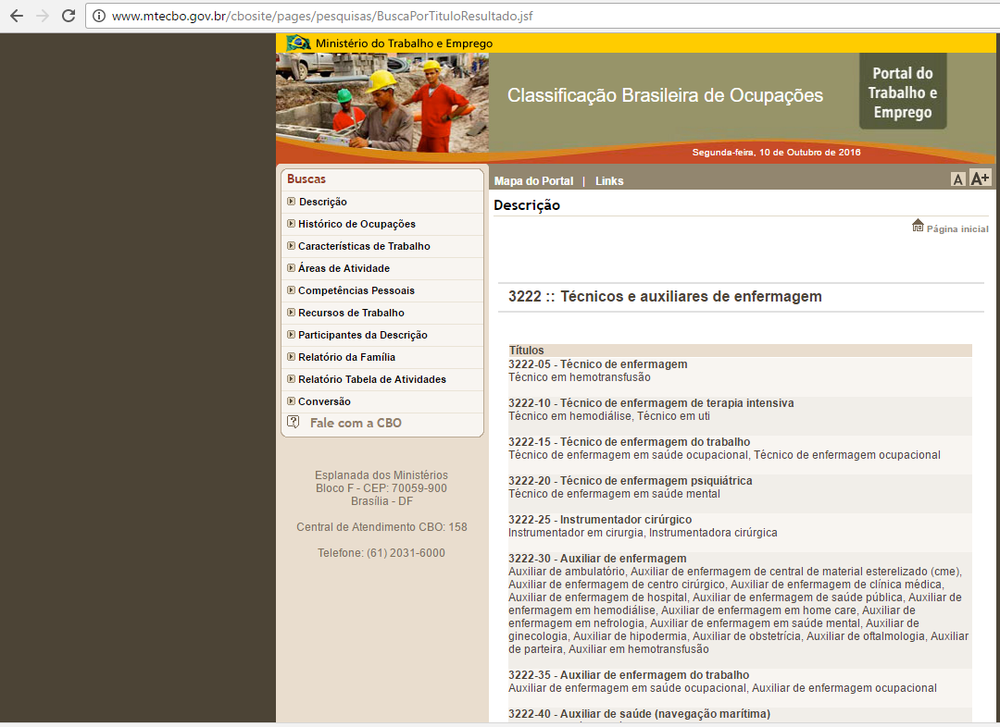 www.mtecbo.gov.br/cbosite/pages/pesquisas/BuscaPorTituloResultado.jsf
Ministério do Trabalho e Emprego
Classificação Brasileira de Ocupações
Portal do
Trabalho e
Emprego
Segunda-feira, 10 de Outubro de 2016
Buscas
Descrição
Histórico de Ocupações
Características de Trabalho
Áreas de Atividade
Competências Pessoais
Recursos de Trabalho
Participantes da Descrição
Relatório da Família
Relatório Tabela de Atividades
Conversão
Fale com a CBO
Esplanada dos Ministérios
Bloco F - CEP: 70059-900
Brasília - DF
Central de Atendimento CBO: 158
Telefone: (61) 2031-6000
Mapa do Portal | Links
A A+
Descrição
Página inicial
3222 :: Técnicos e auxiliares de enfermagem
Títulos
3222-05 - Técnico de enfermagem
Técnico em hemotransfusão
3222-10 - Técnico de enfermagem de terapia intensiva
Técnico em hemodiálise, Técnico em uti
3222-15 - Técnico de enfermagem do trabalho
Técnico de enfermagem em saúde ocupacional, Técnico de enfermagem ocupacional
3222-20 - Técnico de enfermagem psiquiátrica
Técnico de enfermagem em saúde mental
3222-25 - Instrumentador cirúrgico
Instrumentador em cirurgia, Instrumentadora cirúrgica
3222-30 - Auxiliar de enfermagem
Auxiliar de ambulatório, Auxiliar de enfermagem de central de material esterelizado (cme),
Auxiliar de enfermagem de centro cirúrgico, Auxiliar de enfermagem de clínica médica,
Auxiliar de enfermagem de hospital, Auxiliar de enfermagem de saúde pública, Auxiliar de
enfermagem em hemodiálise, Auxiliar de enfermagem em home care, Auxiliar de
enfermagem em nefrologia, Auxiliar de enfermagem em saúde mental, Auxiliar de
ginecologia, Auxiliar de hipodermia, Auxiliar de obstetrícia, Auxiliar de oftalmologia, Auxiliar
de parteira, Auxiliar em hemotransfusão
3222-35 - Auxiliar de enfermagem do trabalho
Auxiliar de enfermagem em saúde ocupacional, Auxiliar de enfermagem ocupacional
3222-40 - Auxiliar de saúde (navegação marítima)